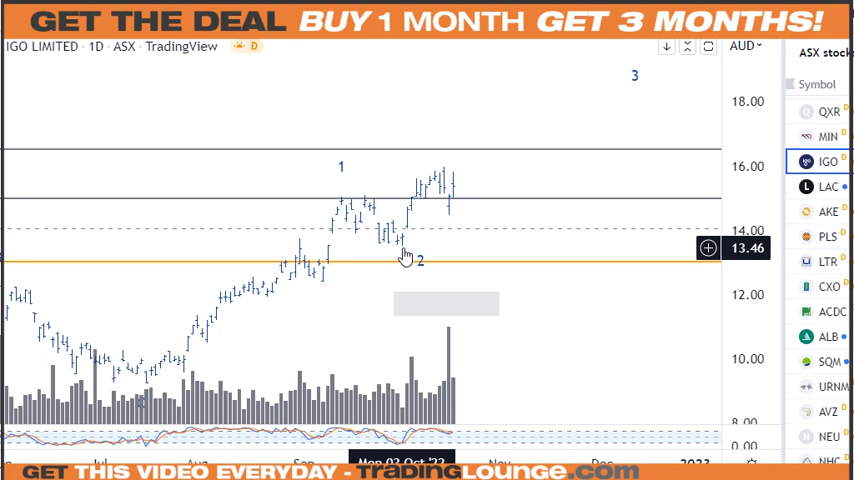 GET THE DEAL BUY 1 MONTH GET 3 MONTHS!
IGO LIMITED · 1D · ASX · TradingView D
AUD
ASX stocks
Symbol
3
18.00
QXR D
1
16.00
MIN D
IGO D
LAC
14.00
AKE D
2
13.46
PLS D
LTR D
12.00
CXO D
ACDC
ALB
10.00
SQM
URNM
AVZ D
8.00
NEU D
0.00
NHC D
Jul Aug Sep Mon 03 Oct '22 Nov Dec 2023
GET THIS VIDEO EVERYDAY - TradingLounge.com